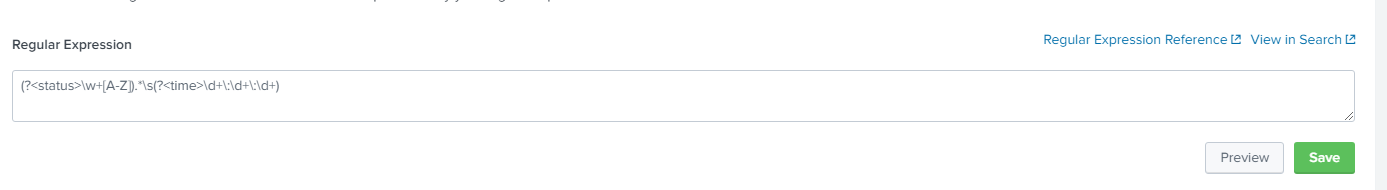 Regular Expression
Regular Expression Reference View in Search
(?<status>\w+[A-Z]).*\s(?<time>\d+\:\d+\:\d+)
Preview Save